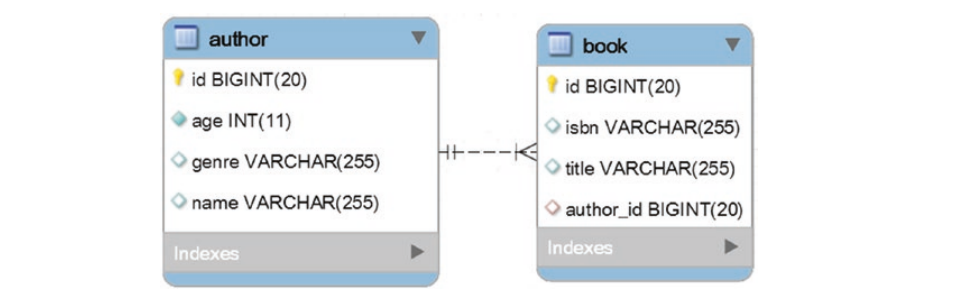 author
id BIGINT(20)
age INT(11)
genre VARCHAR(255)
name VARCHAR(255)
Indexes
book
id BIGINT(20)
isbn VARCHAR(255)
title VARCHAR(255)
author_id BIGINT(20)
Indexes